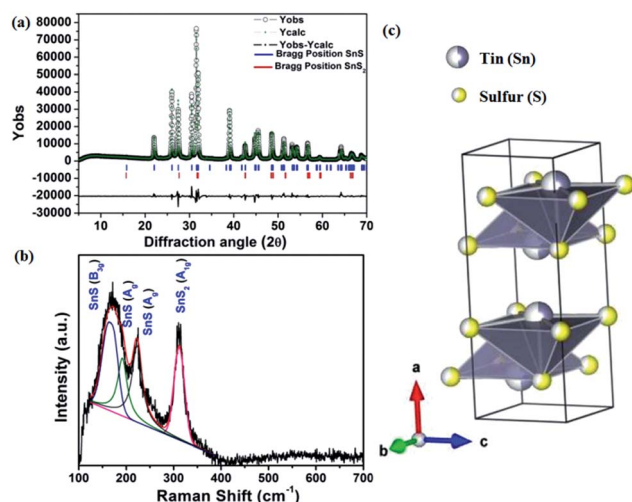 (a)
80000
70000
60000
50000
40000
30000
20000
10000
0
-10000
-20000
-30000
Yobs
Yobs
Ycalc
Yobs-Ycalc
Bragg Position SnS
Bragg Position SnS2
10 20 30 40 50 60 70
Diffraction angle (2θ)
(b)
SnS (B3g)
SnS (Ag)
SnS (Ag)
SnS2 (A1g)
Intensity (a.u.)
100 200 300 400 500 600 700
Raman Shift (cm-1)
(c)
Tin (Sn)
Sulfur (S)
a
b
c